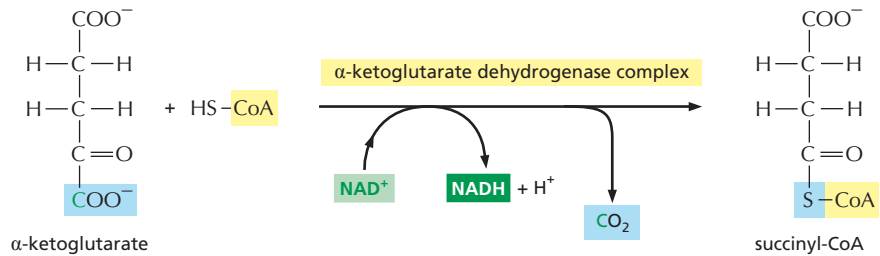 COO⁻
H—C—H
H—C—H
C=O
COO⁻
α-ketoglutarate
+ HS–CoA
α-ketoglutarate dehydrogenase complex
NAD⁺
NADH + H⁺
CO₂
COO⁻
H—C—H
H—C—H
C=O
S–CoA
succinyl-CoA